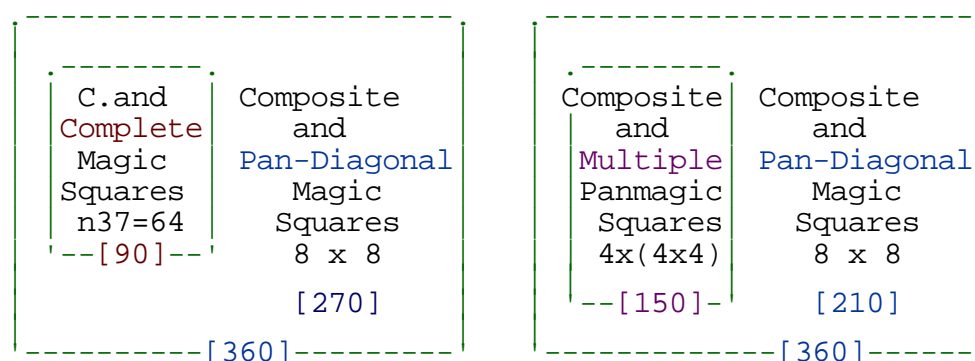 C.and Composite Composite Composite
Complete and and and
Magic Pan-Diagonal Multiple Pan-Diagonal
Squares Magic Panmagic Magic
n37=64 Squares Squares Squares
[90] 8 x 8 4x(4x4) 8 x 8
[270] [150] [210]
[360] [360]